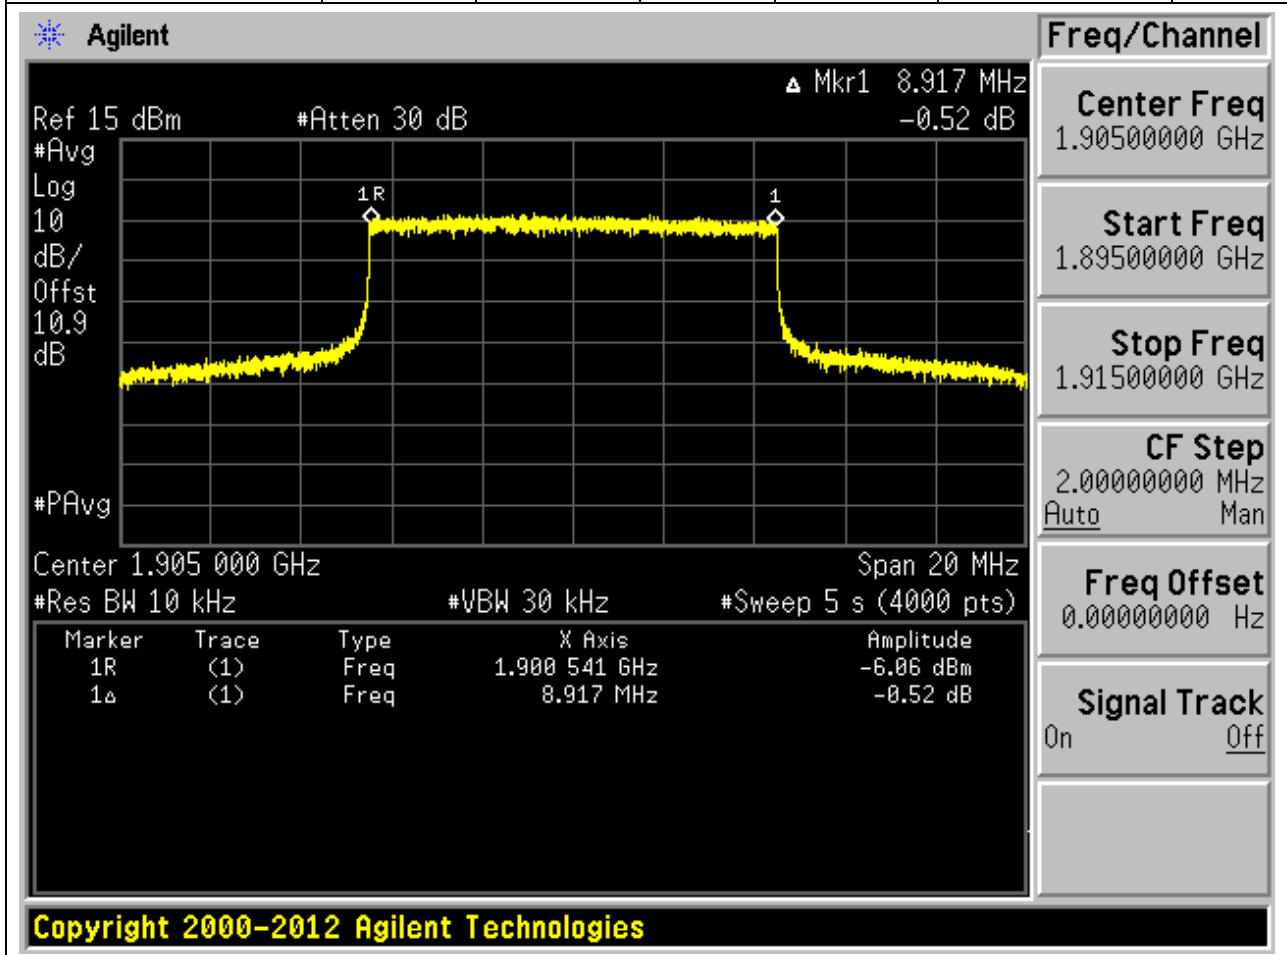 Agilent
Freq/Channel
Δ Mkr1 8.917 MHz
Ref 15 dBm #Atten 30 dB -0.52 dB
#Avg
Log
10
dB/
Offst
10.9
dB
#PAvg
1R
1
Center 1.905 000 GHz Span 20 MHz
#Res BW 10 kHz #VBW 30 kHz #Sweep 5 s (4000 pts)
Marker Trace Type X Axis Amplitude
1R (1) Freq 1.900 541 GHz -6.06 dBm
1Δ (1) Freq 8.917 MHz -0.52 dB
Center Freq
1.90500000 GHz
Start Freq
1.89500000 GHz
Stop Freq
1.91500000 GHz
CF Step
2.00000000 MHz
Auto Man
Freq Offset
0.00000000 Hz
Signal Track
On Off
Copyright 2000-2012 Agilent Technologies